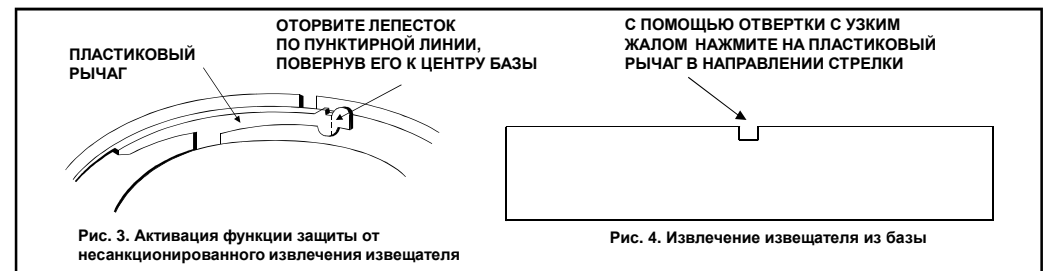 ПЛАСТИКОВЫЙ
РЫЧАГ
ОТОРВИТЕ ЛЕПЕСТОК
ПО ПУНКТИРНОЙ ЛИНИИ,
ПОВЕРНУВ ЕГО К ЦЕНТРУ БАЗЫ
Рис. 3. Активация функции защиты от
несанкционированного извлечения извещателя
С ПОМОЩЬЮ ОТВЕРТКИ С УЗКИМ
ЖАЛОМ НАЖМИТЕ НА ПЛАСТИКОВЫЙ
РЫЧАГ В НАПРАВЛЕНИИ СТРЕЛКИ
Рис. 4. Извлечение извещателя из базы